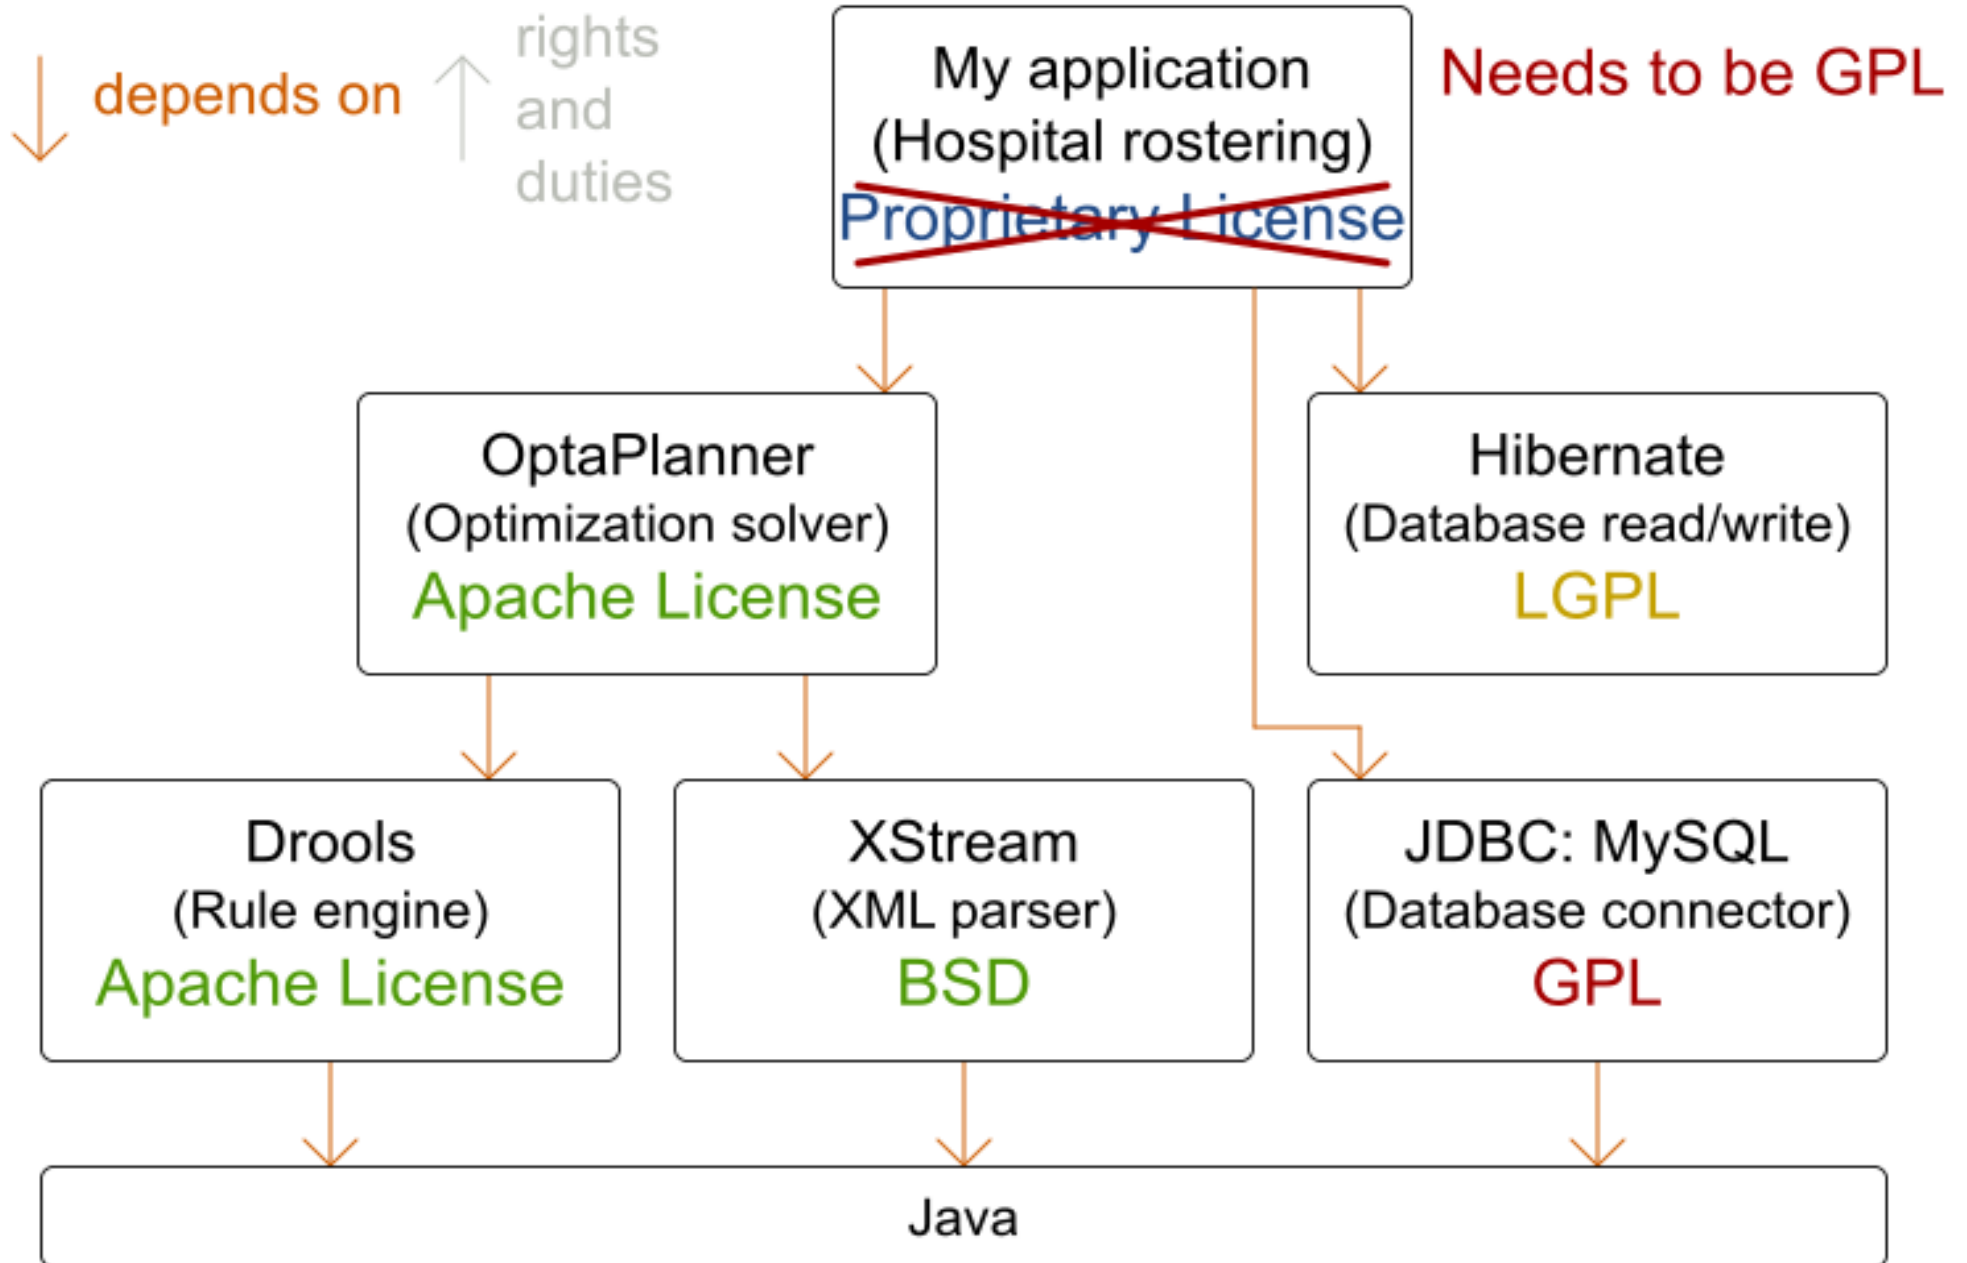 depends on
rights
and
duties
My application
(Hospital rostering)
Proprietary License
Needs to be GPL
OptaPlanner
(Optimization solver)
Apache License
Hibernate
(Database read/write)
LGPL
Drools
(Rule engine)
Apache License
XStream
(XML parser)
BSD
JDBC: MySQL
(Database connector)
GPL
Java